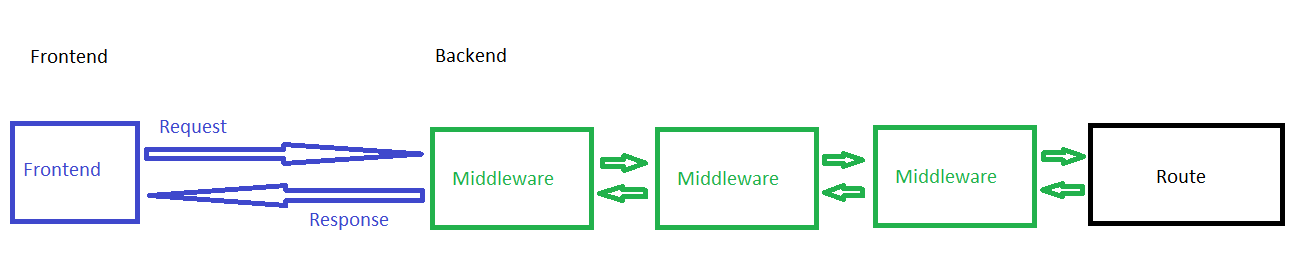 Frontend
Backend
Request
Frontend
Middleware
Middleware
Middleware
Route
Response